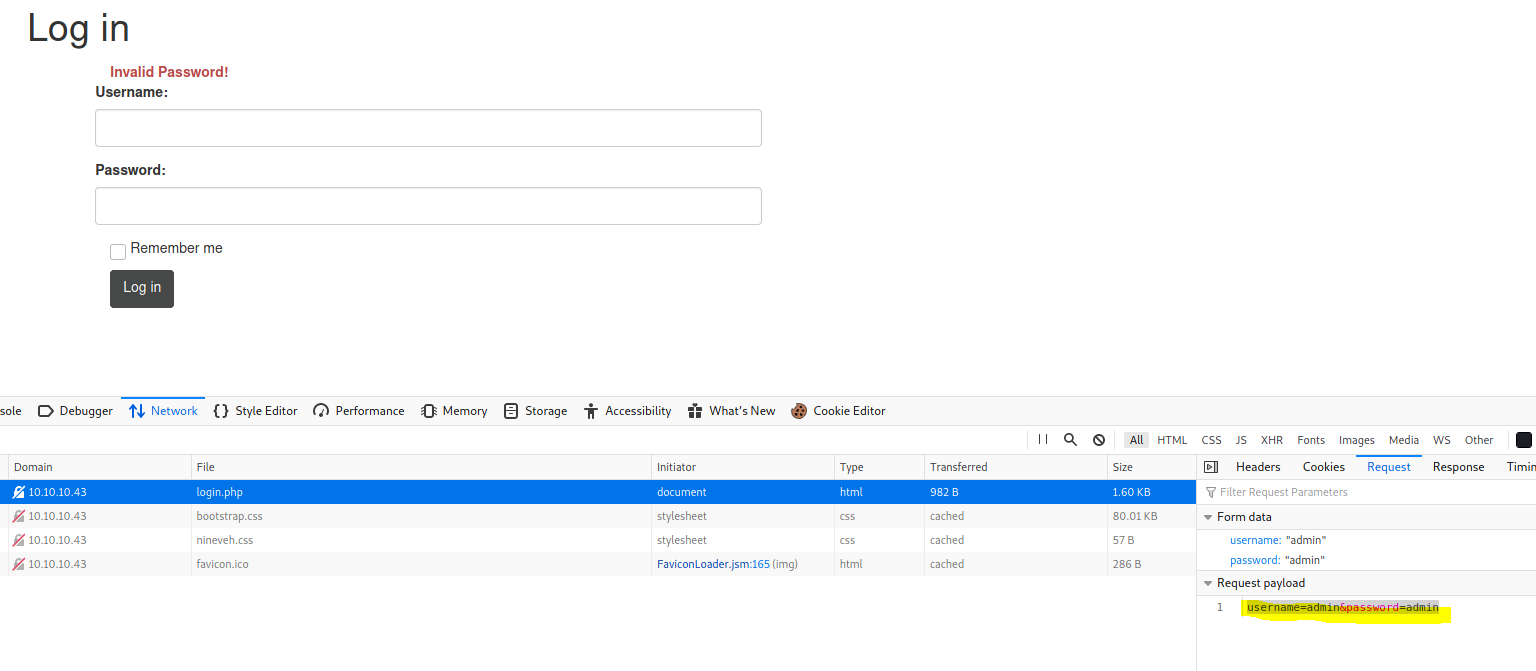 Log in
Invalid Password!
Username:
Password:
Remember me
Log in
sole Debugger Network Style Editor Performance Memory Storage Accessibility What's New Cookie Editor
All HTML CSS JS XHR Fonts Images Media WS Other
Domain File Initiator Type Transferred Size Headers Cookies Request Response Timin
10.10.10.43 login.php document html 982 B 1.60 KB Filter Request Parameters
10.10.10.43 bootstrap.css stylesheet css cached 80.01 KB Form data
10.10.10.43 nineveh.css stylesheet css cached 57 B username: "admin"
10.10.10.43 favicon.ico FaviconLoader.jsm:165 (img) html cached 286 B password: "admin"
Request payload
1 username=admin&password=admin